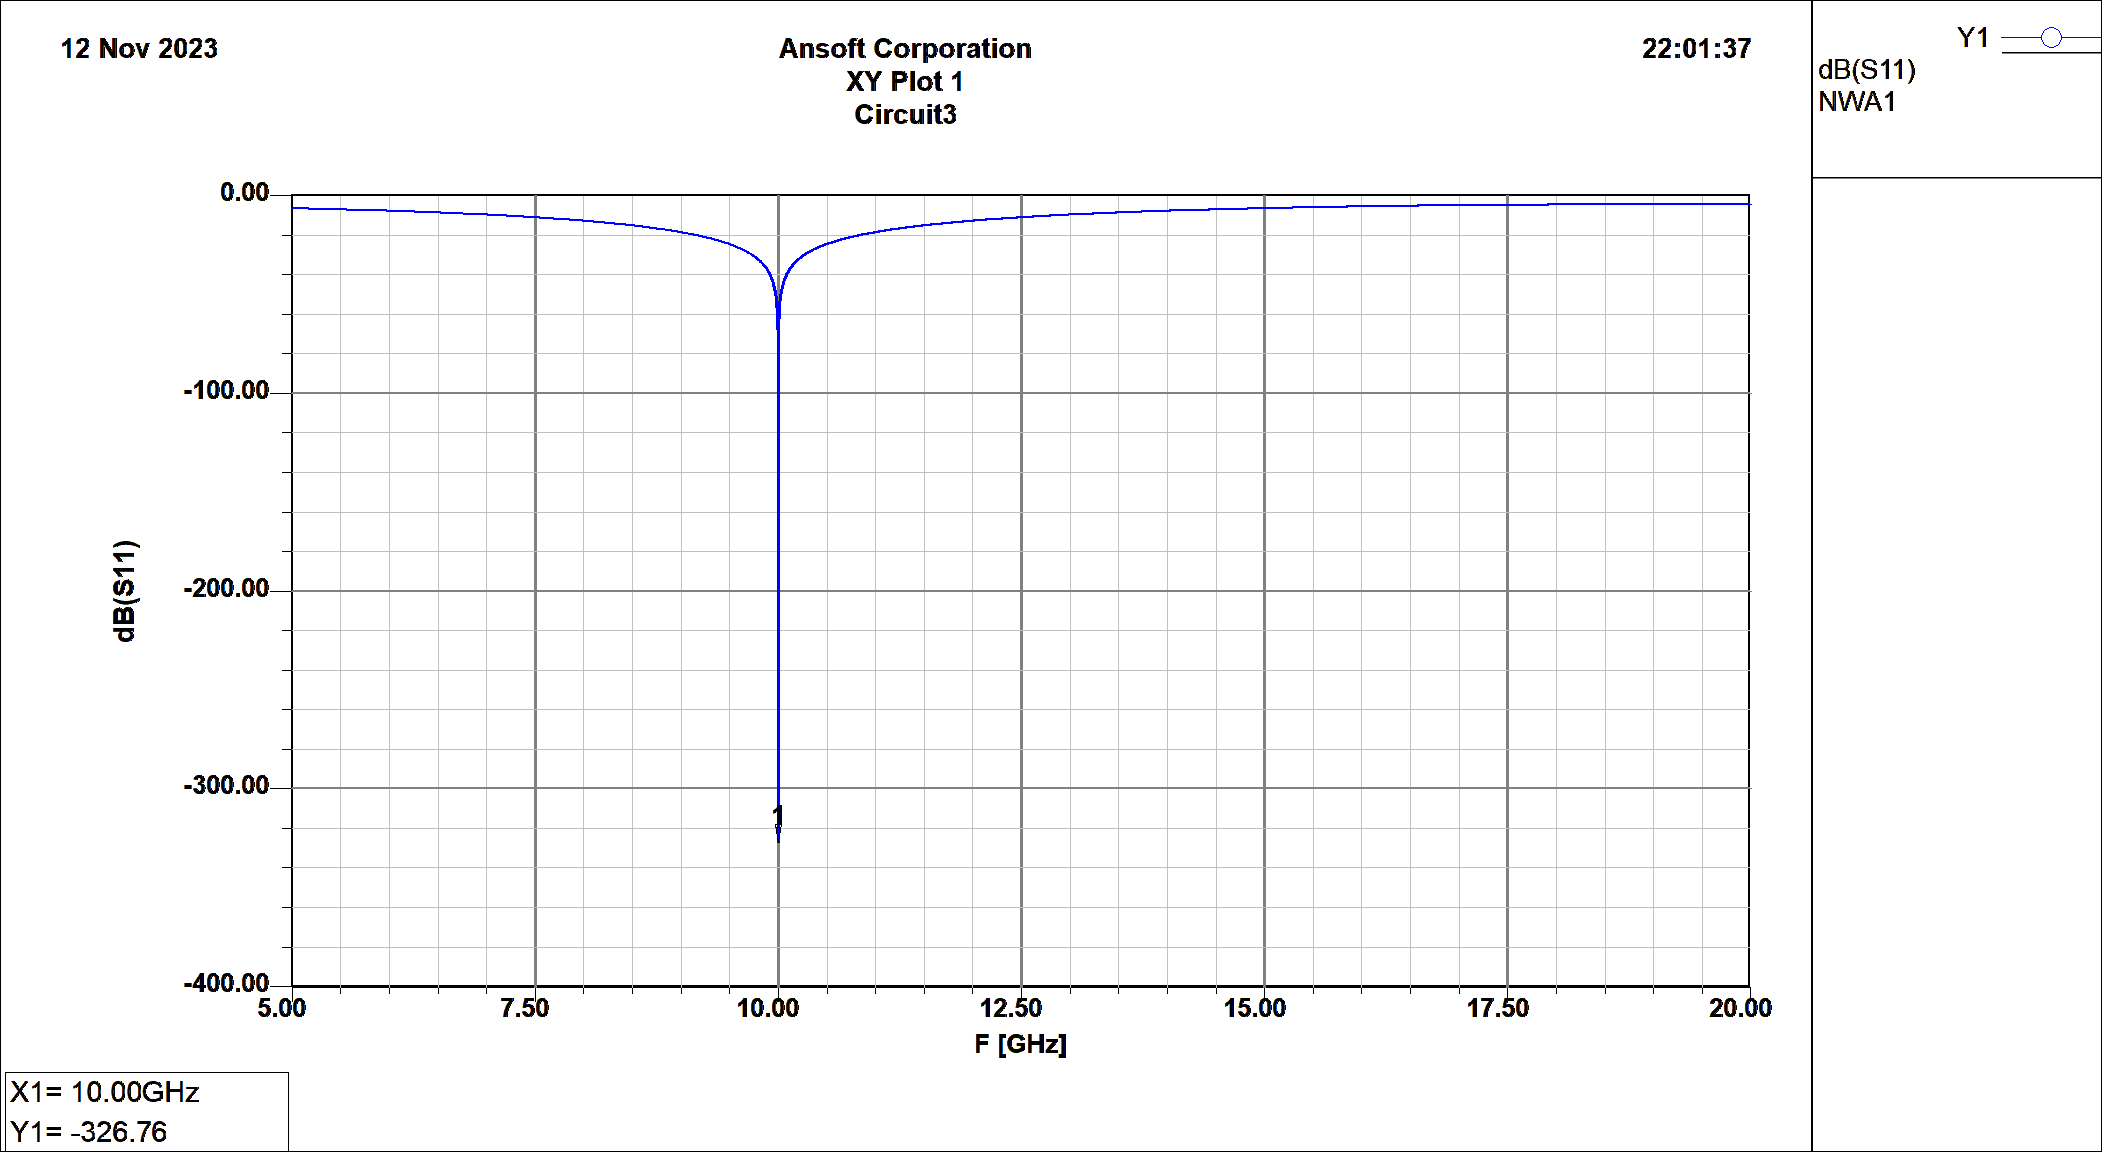 12 Nov 2023
Ansoft Corporation
22:01:37
XY Plot 1
Circuit3
Y1
dB(S11)
NWA1
0.00
-100.00
-200.00
-300.00
-400.00
dB(S11)
1
5.00
7.50
10.00
12.50
15.00
17.50
20.00
F [GHz]
X1= 10.00GHz
Y1= -326.76